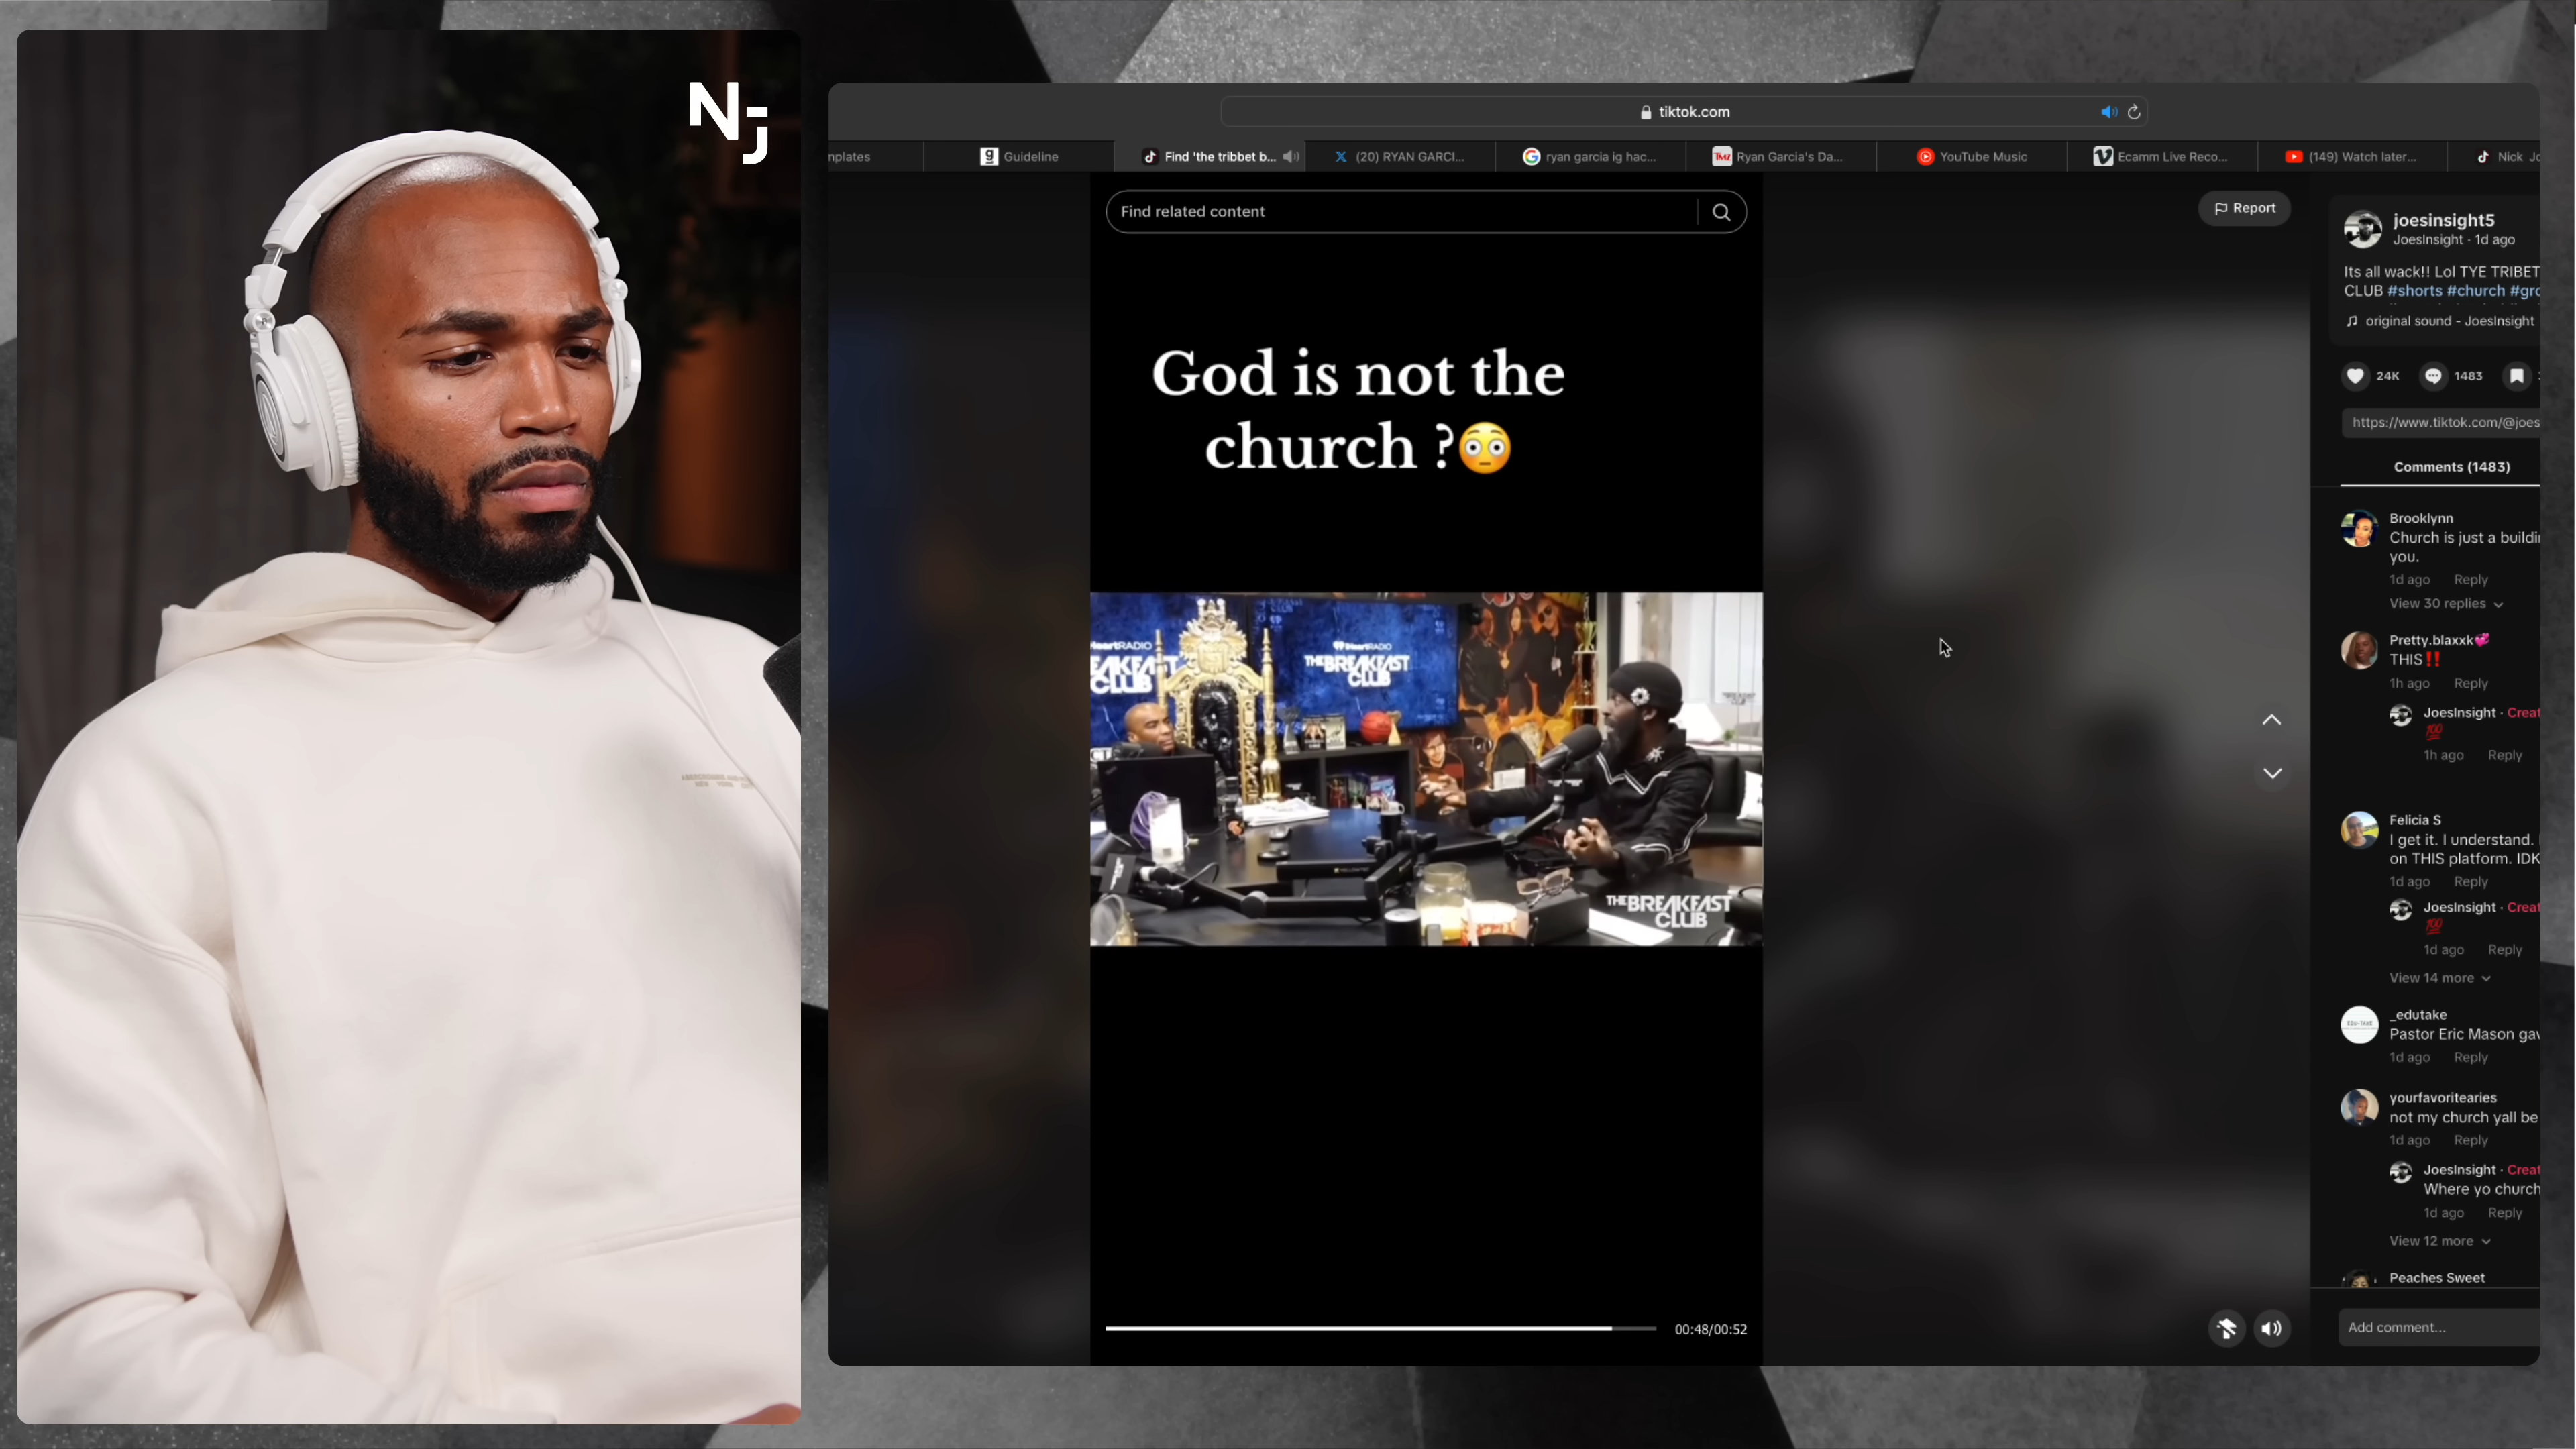 NJ
tiktok.com
nplates
Guideline
Find 'the tribbet b...
(20) RYAN GARCI...
ryan garcia ig hac...
TMZ
Ryan Garcia's Da...
YouTube Music
Ecamm Live Reco...
(149) Watch later...
Nick Jo
Find related content
Report
God is not the
church ?😳
iHeartRADIO
THE BREAKFAST
CLUB
THE BREAKFAST
CLUB
00:48/00:52
joesinsight5
JoesInsight · 1d ago
Its all wack!! Lol TYE TRIBET
CLUB #shorts #church #gro
original sound - JoesInsight
24K
1483
https://www.tiktok.com/@joes
Comments (1483)
Brooklynn
Church is just a buildin
you.
1d ago Reply
View 30 replies
Pretty.blaxxk💞
THIS‼️
1h ago Reply
JoesInsight · Creat
💯
1h ago Reply
Felicia S
I get it. I understand.
on THIS platform. IDK
1d ago Reply
JoesInsight · Creat
💯
1d ago Reply
View 14 more
_edutake
Pastor Eric Mason gav
1d ago Reply
yourfavoritearies
not my church yall be
1d ago Reply
JoesInsight · Creat
Where yo church
1d ago Reply
View 12 more
Peaches Sweet
Add comment...